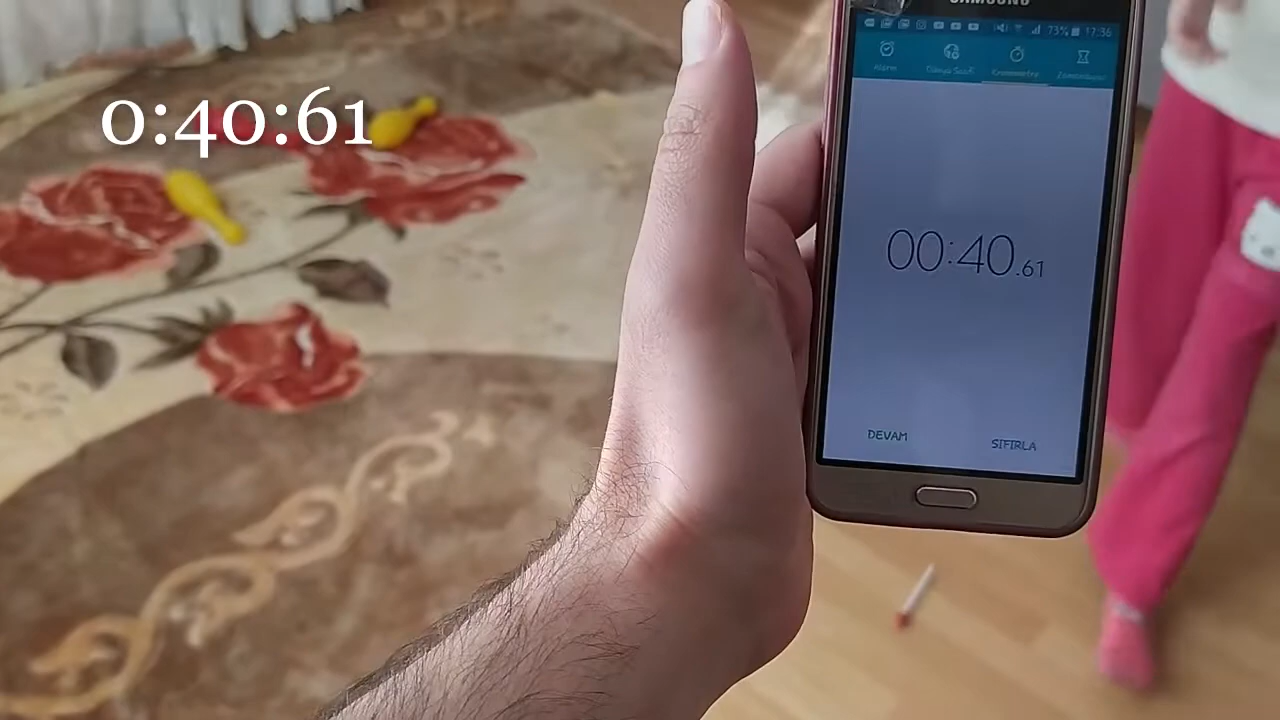 0:40:61
SAMSUNG
73% 17:36
Alarm Dünya Saati Kronometre Zamanlayıcı
00:40.61
DEVAM SIFIRLA